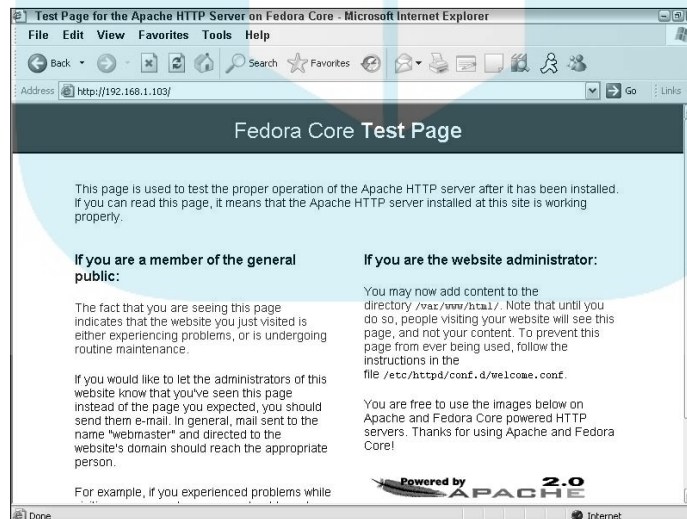 Test Page for the Apache HTTP Server on Fedora Core - Microsoft Internet Explorer
File Edit View Favorites Tools Help
Back Search Favorites
Address http://192.168.1.103/ Go Links
Fedora Core Test Page
This page is used to test the proper operation of the Apache HTTP server after it has been installed.
If you can read this page, it means that the Apache HTTP server installed at this site is working
properly.
If you are a member of the general
public:
The fact that you are seeing this page
indicates that the website you just visited is
either experiencing problems, or is undergoing
routine maintenance.
If you would like to let the administrators of this
website know that you've seen this page
instead of the page you expected, you should
send them e-mail. In general, mail sent to the
name "webmaster" and directed to the
website's domain should reach the appropriate
person.
For example, if you experienced problems while
If you are the website administrator:
You may now add content to the
directory /var/www/html/. Note that until you
do so, people visiting your website will see this
page, and not your content. To prevent this
page from ever being used, follow the
instructions in the
file /etc/httpd/conf.d/welcome.conf.
You are free to use the images below on
Apache and Fedora Core powered HTTP
servers. Thanks for using Apache and Fedora
Core!
Powered by 2.0
APACHE
Done Internet